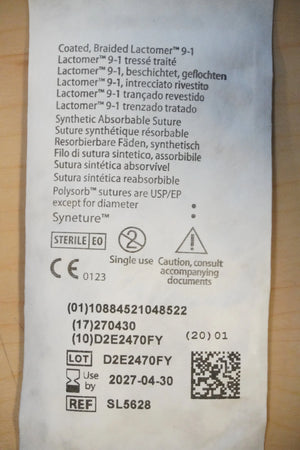 Coated, Braided Lactomer™ 9-1
Lactomer™ 9-1 tressé traité
Lactomer™ 9-1, beschichtet, geflochten
Lactomer™ 9-1, intrecciato rivestito
Lactomer™ 9-1 trançado revestido
Lactomer™ 9-1 trenzado tratado
Synthetic Absorbable Suture
Suture synthétique résorbable
Resorbierbare Fäden, synthetisch
Filo di sutura sintetico, assorbibile
Sutura sintética absorvível
Sutura sintética reabsorbible
Polysorb™ sutures are USP/EP
except for diameter
Syneture™
STERILE EO
2
Single use
Caution, consult
accompanying
documents
CE 0123
(01)10884521048522
(17)270430
(10)D2E2470FY
(20)01
LOT D2E2470FY
Use by 2027-04-30
REF SL5628